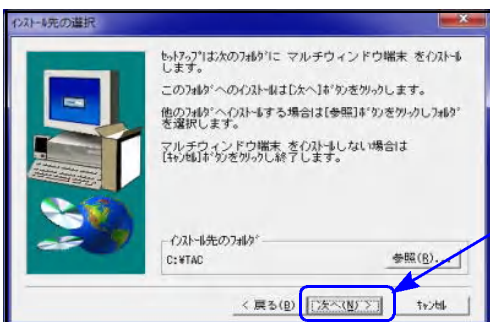 インストール先の選択
セットアップは次のフォルダに マルチウィンドウ端末 をインストール
します。
このフォルダへのインストールは[次へ]ボタンをクリックします。
他のフォルダへインストールする場合は[参照]ボタンをクリックしフォルダ
を選択します。
マルチウィンドウ端末 をインストールしない場合は
[キャンセル]ボタンをクリックし終了します。
インストール先のフォルダ
C:¥TAC
参照(R)...
< 戻る(B)
次へ(N) >
キャンセル